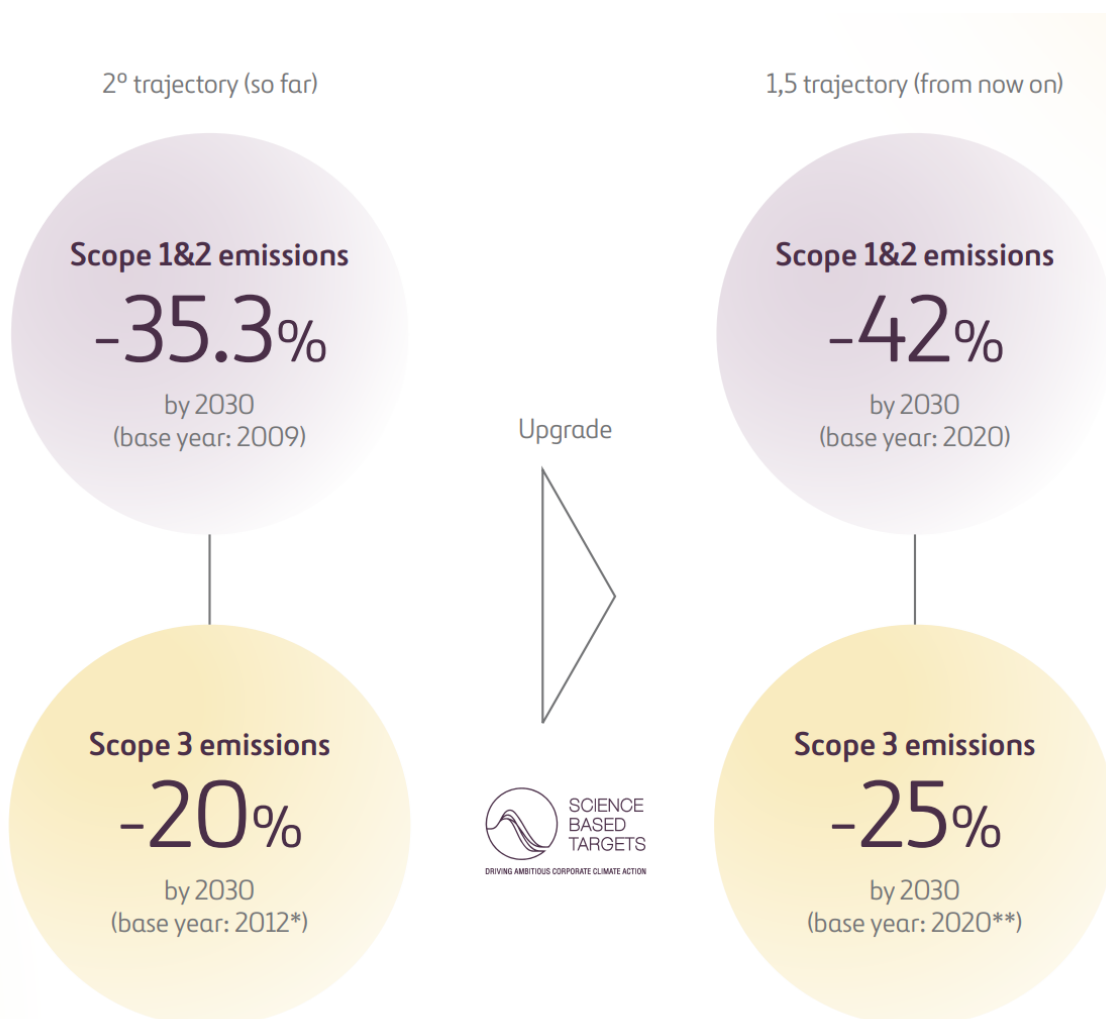 2º trajectory (so far)
Scope 1&2 emissions
-35.3%
by 2030
(base year: 2009)
Scope 3 emissions
-20%
by 2030
(base year: 2012*)
Upgrade
SCIENCE
BASED
TARGETS
DRIVING AMBITIOUS CORPORATE CLIMATE ACTION
1,5 trajectory (from now on)
Scope 1&2 emissions
-42%
by 2030
(base year: 2020)
Scope 3 emissions
-25%
by 2030
(base year: 2020**)